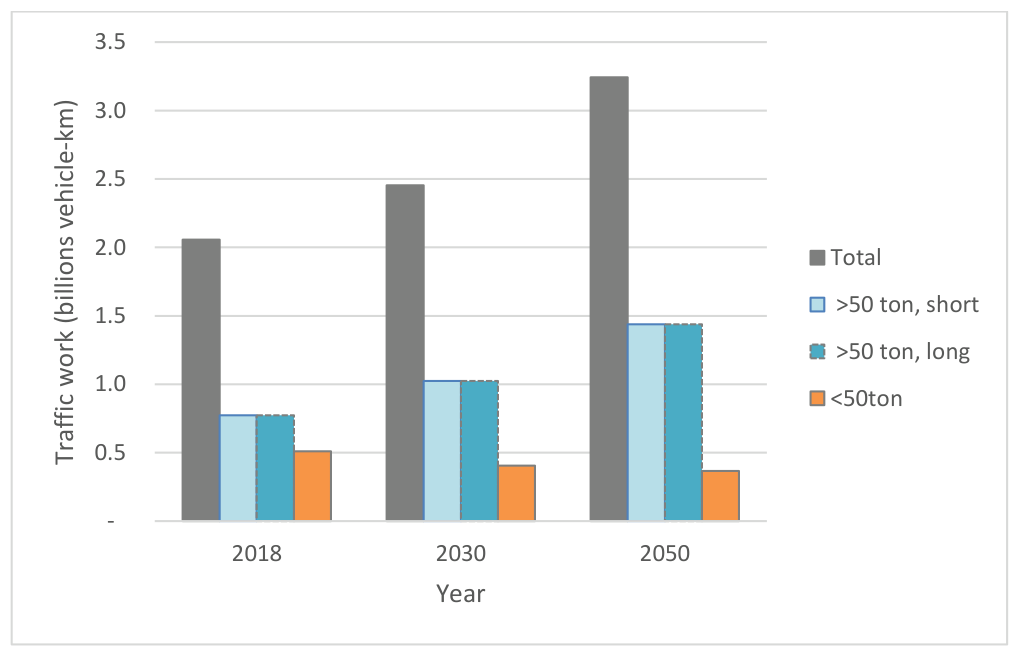 3.5
3.0
2.5
2.0
1.5
1.0
0.5
-
Traffic work (billions vehicle-km)
2018
2030
2050
Year
Total
>50 ton, short
>50 ton, long
<50ton